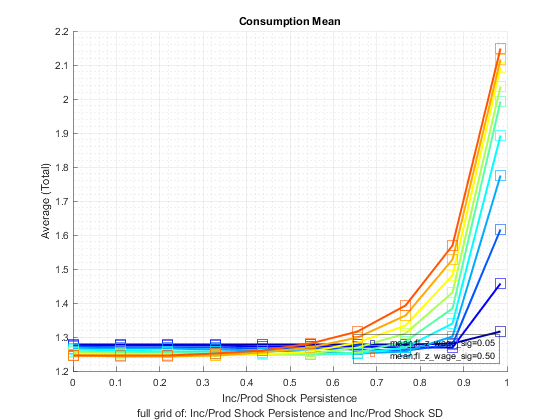 Consumption Mean
2.2
2.1
2
1.9
1.8
1.7
1.6
1.5
1.4
1.3
1.2
Average (Total)
mean;fl_z_wage_sig=0.05
mean;fl_z_wage_sig=0.50
0 0.1 0.2 0.3 0.4 0.5 0.6 0.7 0.8 0.9 1
Inc/Prod Shock Persistence
full grid of: Inc/Prod Shock Persistence and Inc/Prod Shock SD